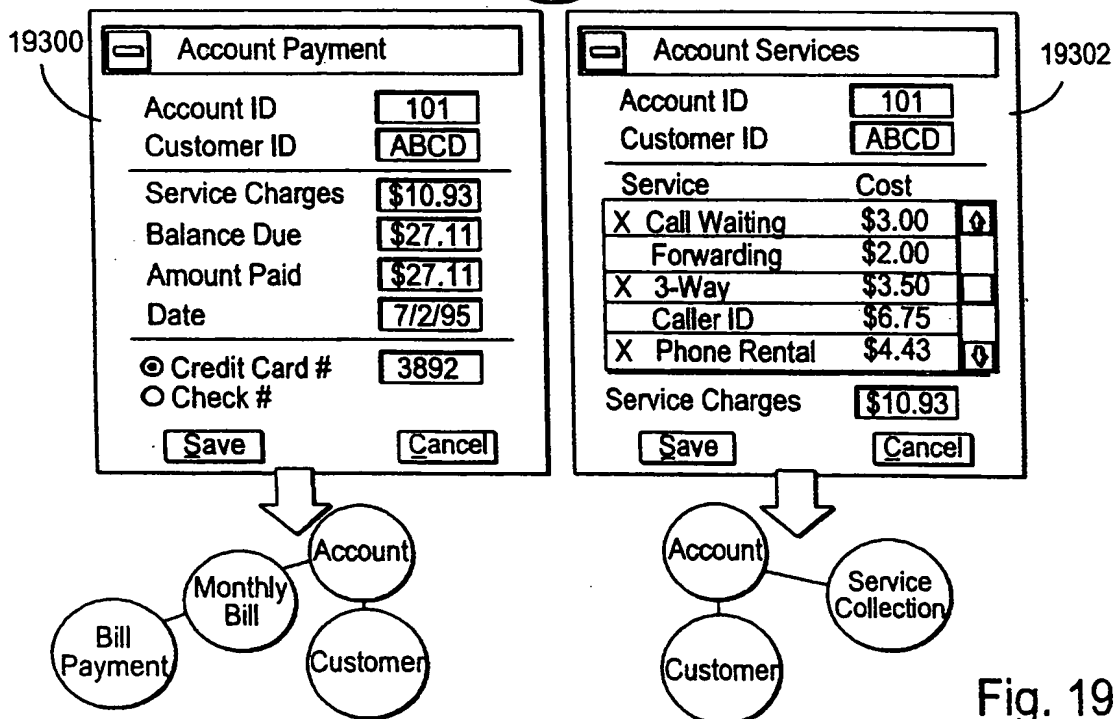 19300
Account Payment
Account ID 101
Customer ID ABCD
Service Charges $10.93
Balance Due $27.11
Amount Paid $27.11
Date 7/2/95
Credit Card # 3892
Check #
Save Cancel
Account
Monthly
Bill
Bill
Payment
Customer
19302
Account Services
Account ID 101
Customer ID ABCD
Service Cost
X Call Waiting $3.00
Forwarding $2.00
X 3-Way $3.50
Caller ID $6.75
X Phone Rental $4.43
Service Charges $10.93
Save Cancel
Account
Service
Collection
Customer
Fig. 19